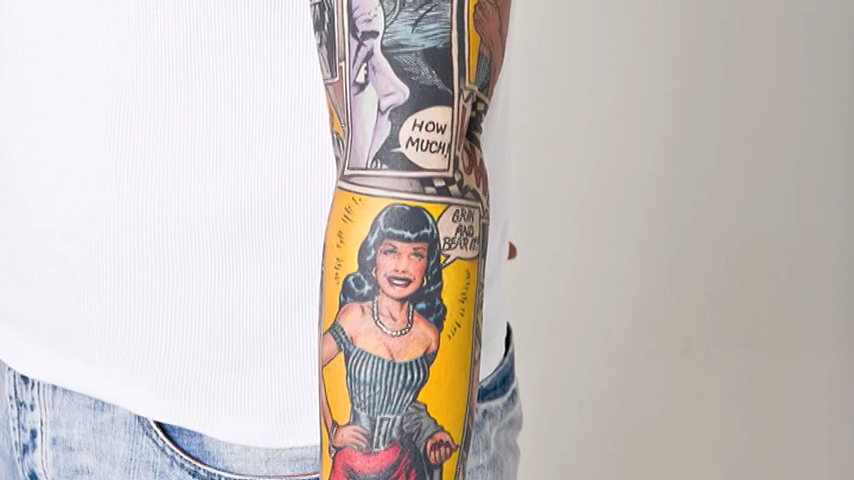 HOW
MUCH!
GRIN
AND
BEAR IT!